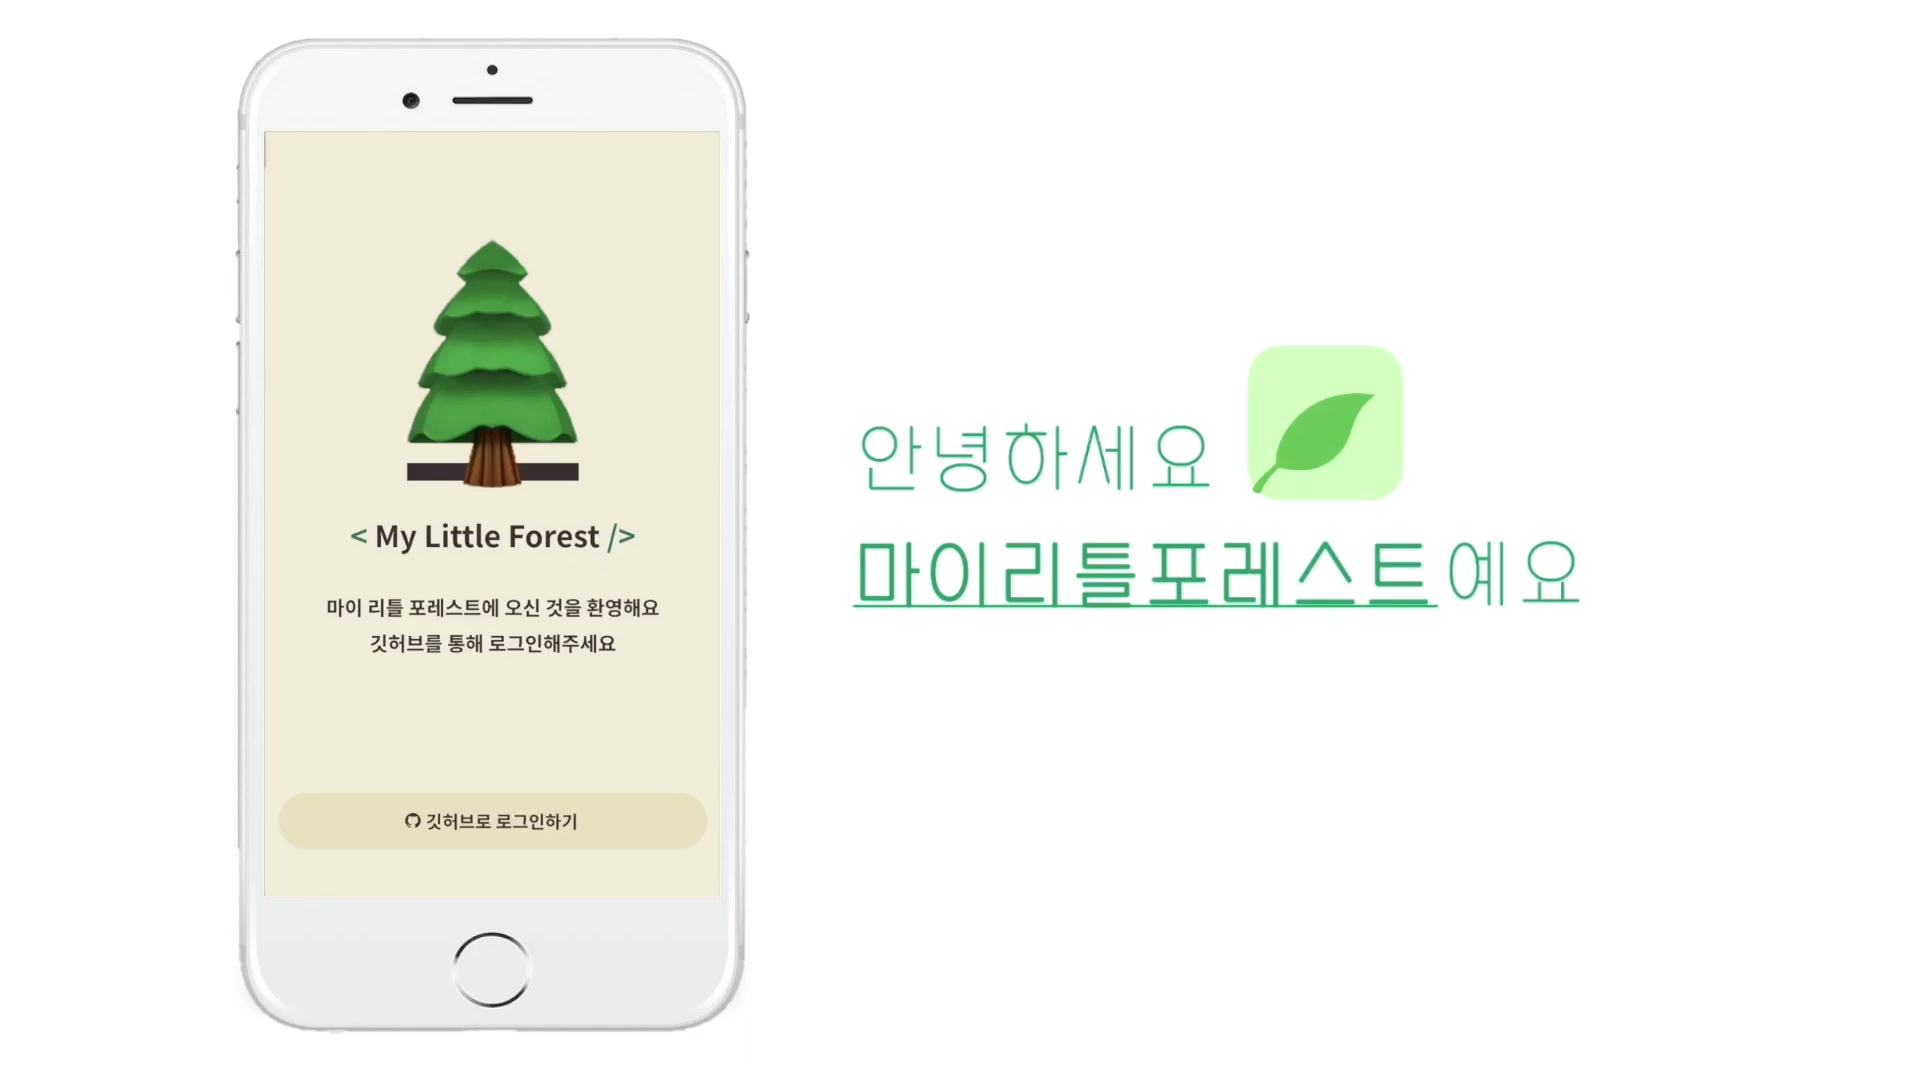 < My Little Forest />
마이 리틀 포레스트에 오신 것을 환영해요
깃허브를 통해 로그인해주세요
깃허브로 로그인하기
안녕하세요
마이리틀포레스트예요